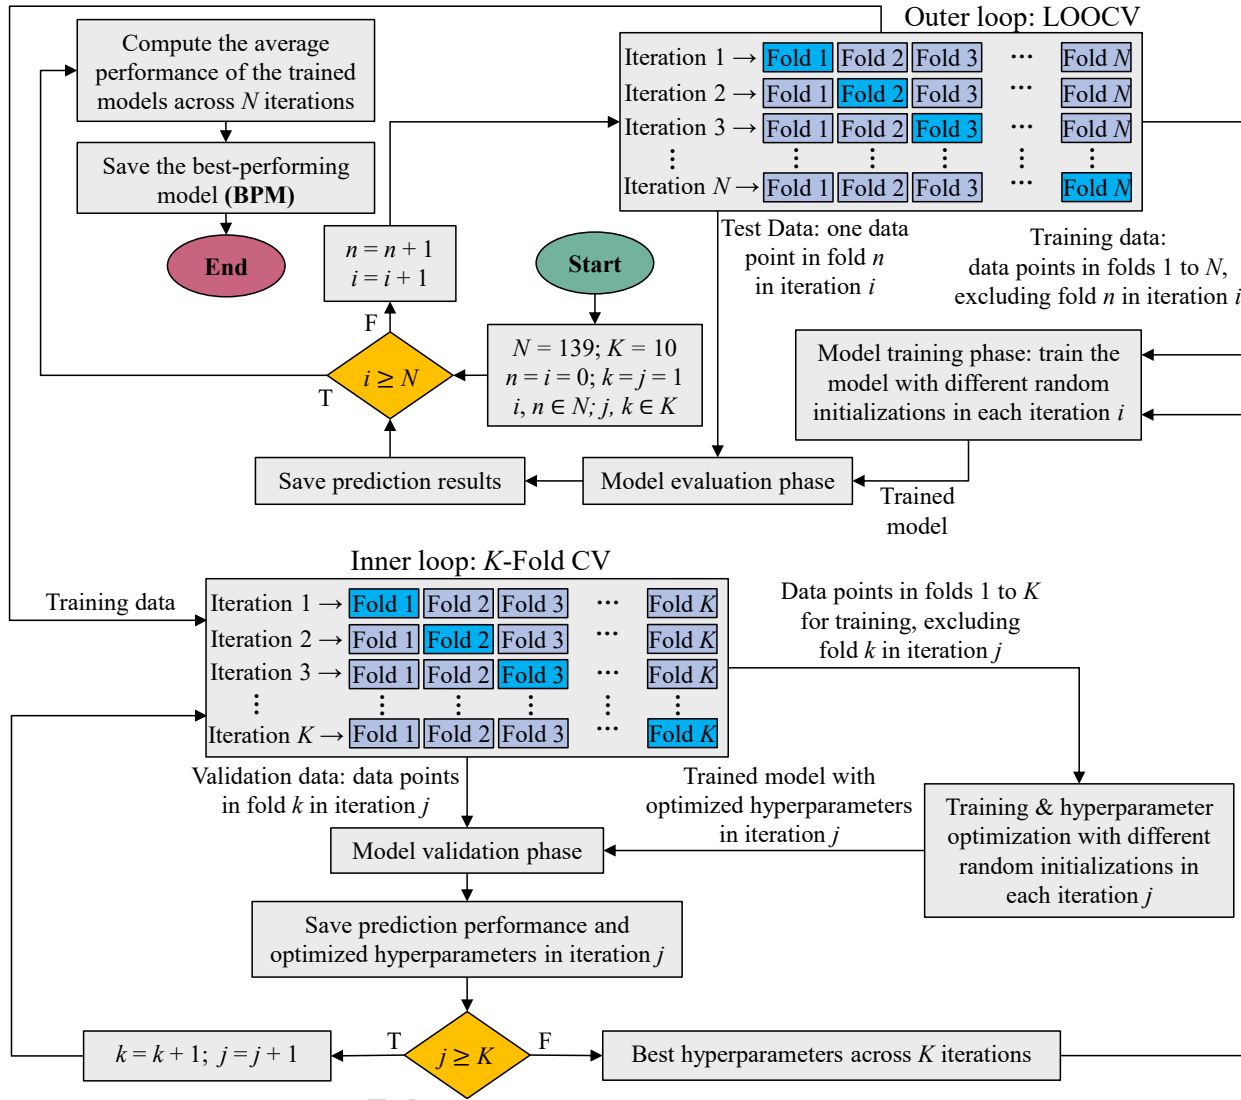 Outer loop: LOOCV
Iteration 1 → Fold 1 Fold 2 Fold 3 ··· Fold N
Iteration 2 → Fold 1 Fold 2 Fold 3 ··· Fold N
Iteration 3 → Fold 1 Fold 2 Fold 3 ··· Fold N
Iteration N → Fold 1 Fold 2 Fold 3 ··· Fold N
Compute the average
performance of the trained
models across N iterations
Save the best-performing
model (BPM)
End
n = n + 1
i = i + 1
Start
Test Data: one data
point in fold n
in iteration i
Training data:
data points in folds 1 to N,
excluding fold n in iteration i
F
T
i ≥ N
N = 139; K = 10
n = i = 0; k = j = 1
i, n ∈ N; j, k ∈ K
Model training phase: train the
model with different random
initializations in each iteration i
Save prediction results
Model evaluation phase
Trained
model
Inner loop: K-Fold CV
Training data
Iteration 1 → Fold 1 Fold 2 Fold 3 ··· Fold K
Iteration 2 → Fold 1 Fold 2 Fold 3 ··· Fold K
Iteration 3 → Fold 1 Fold 2 Fold 3 ··· Fold K
Iteration K → Fold 1 Fold 2 Fold 3 ··· Fold K
Data points in folds 1 to K
for training, excluding
fold k in iteration j
Validation data: data points
in fold k in iteration j
Trained model with
optimized hyperparameters
in iteration j
Training & hyperparameter
optimization with different
random initializations in
each iteration j
Model validation phase
Save prediction performance and
optimized hyperparameters in iteration j
k = k + 1; j = j + 1
T
j ≥ K
F
Best hyperparameters across K iterations